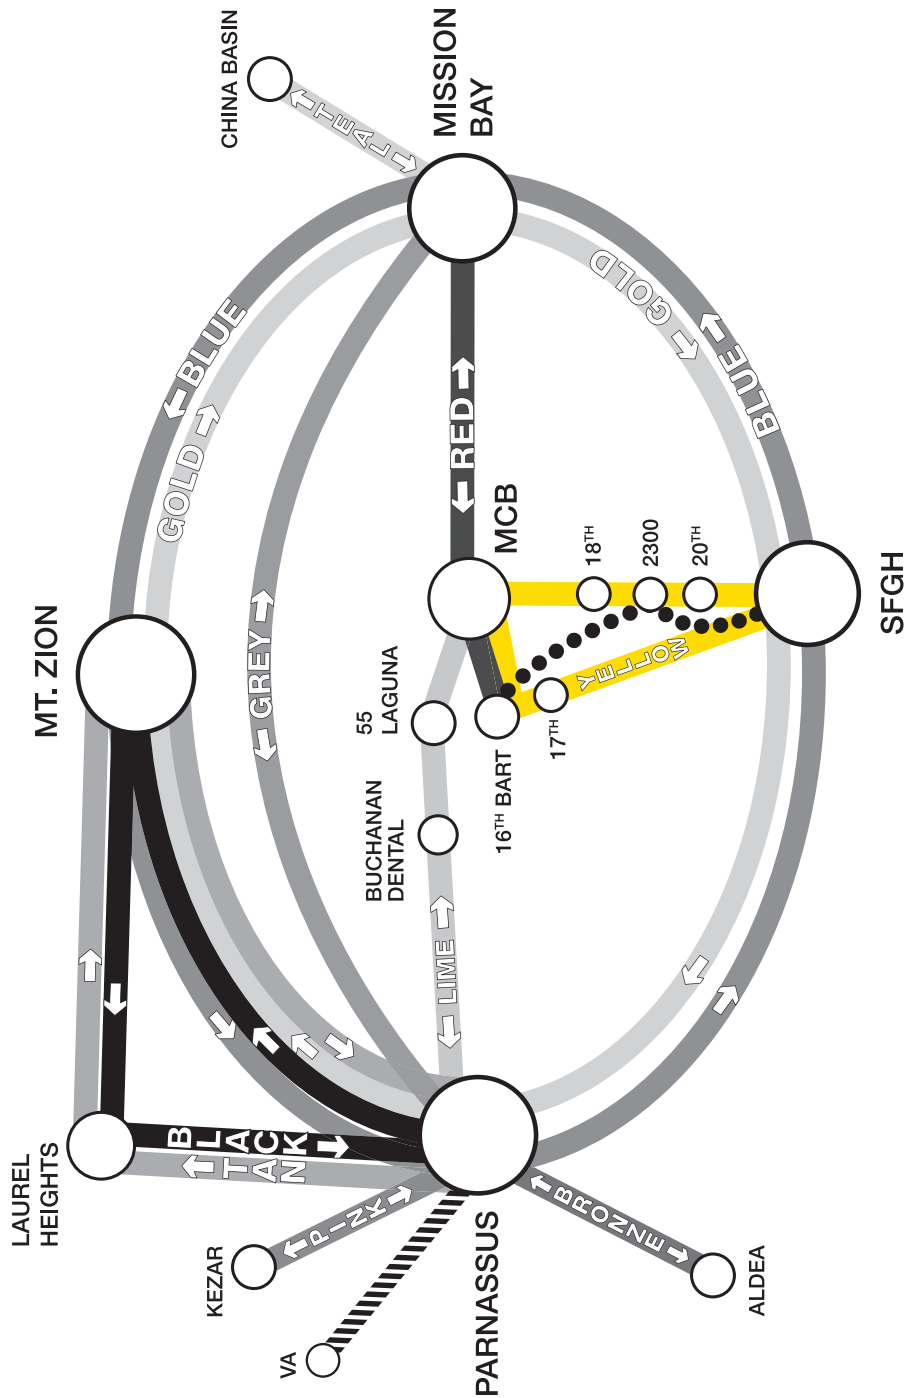 CHINA BASIN
TEAL
MISSION
BAY
BLUE
GOLD
GOLD
BLUE
RED
GREY
MCB
18TH
2300
20TH
SFGH
MT. ZION
55
LAGUNA
YELLOW
17TH
16TH BART
BUCHANAN
DENTAL
LIME
BLACK
TAN
LAUREL
HEIGHTS
PINK
KEZAR
VA
PARNASSUS
BRONZE
ALDEA